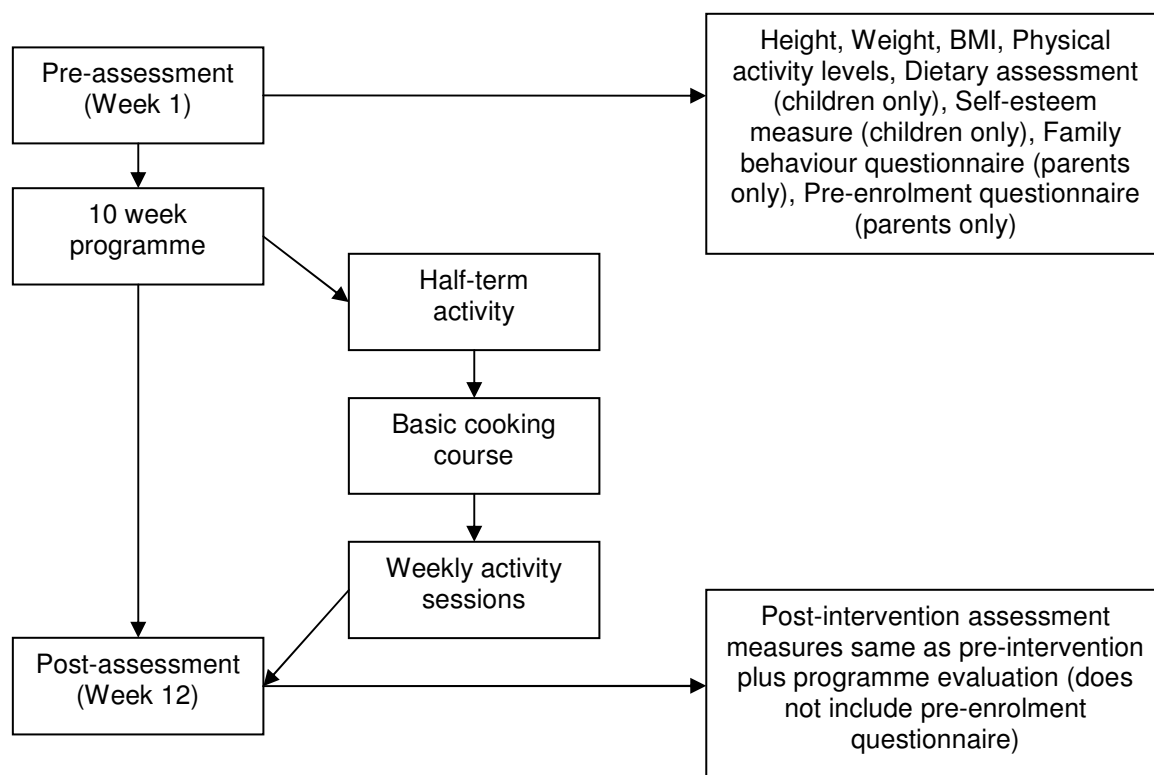 Pre-assessment
(Week 1)
Height, Weight, BMI, Physical
activity levels, Dietary assessment
(children only), Self-esteem
measure (children only), Family
behaviour questionnaire (parents
only), Pre-enrolment questionnaire
(parents only)
10 week
programme
Half-term
activity
Basic cooking
course
Weekly activity
sessions
Post-assessment
(Week 12)
Post-intervention assessment
measures same as pre-intervention
plus programme evaluation (does
not include pre-enrolment
questionnaire)